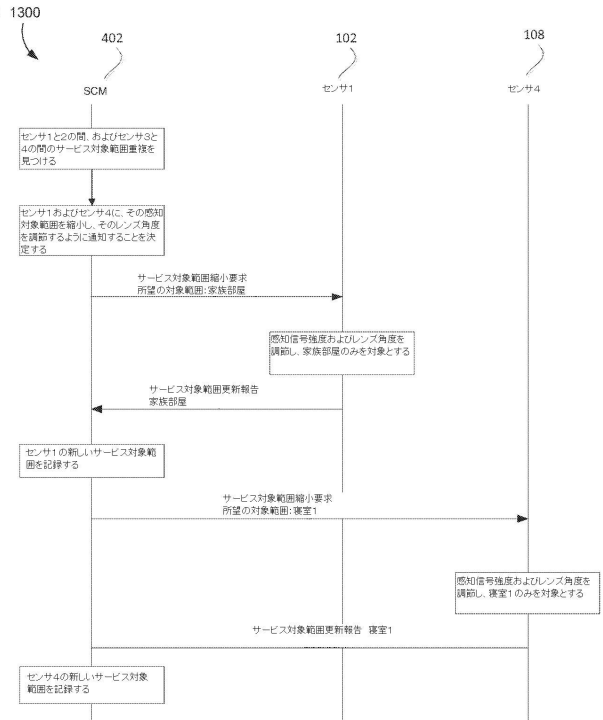 1300
402
102
108
SCM
センサ1
センサ4
センサ1と2の間、およびセンサ3と
4の間のサービス対象範囲重複を
見つける
センサ1およびセンサ4に、その感知
対象範囲を縮小し、そのレンズ角度
を調節するように通知することを決
定する
サービス対象範囲縮小要求
所望の対象範囲:家族部屋
感知信号強度およびレンズ角度を
調節し、家族部屋のみを対象とする
サービス対象範囲更新報告
家族部屋
センサ1の新しいサービス対象範
囲を記録する
サービス対象範囲縮小要求
所望の対象範囲:寝室1
感知信号強度およびレンズ角度を
調節し、寝室1のみを対象とする
サービス対象範囲更新報告 寝室1
センサ4の新しいサービス対象
範囲を記録する